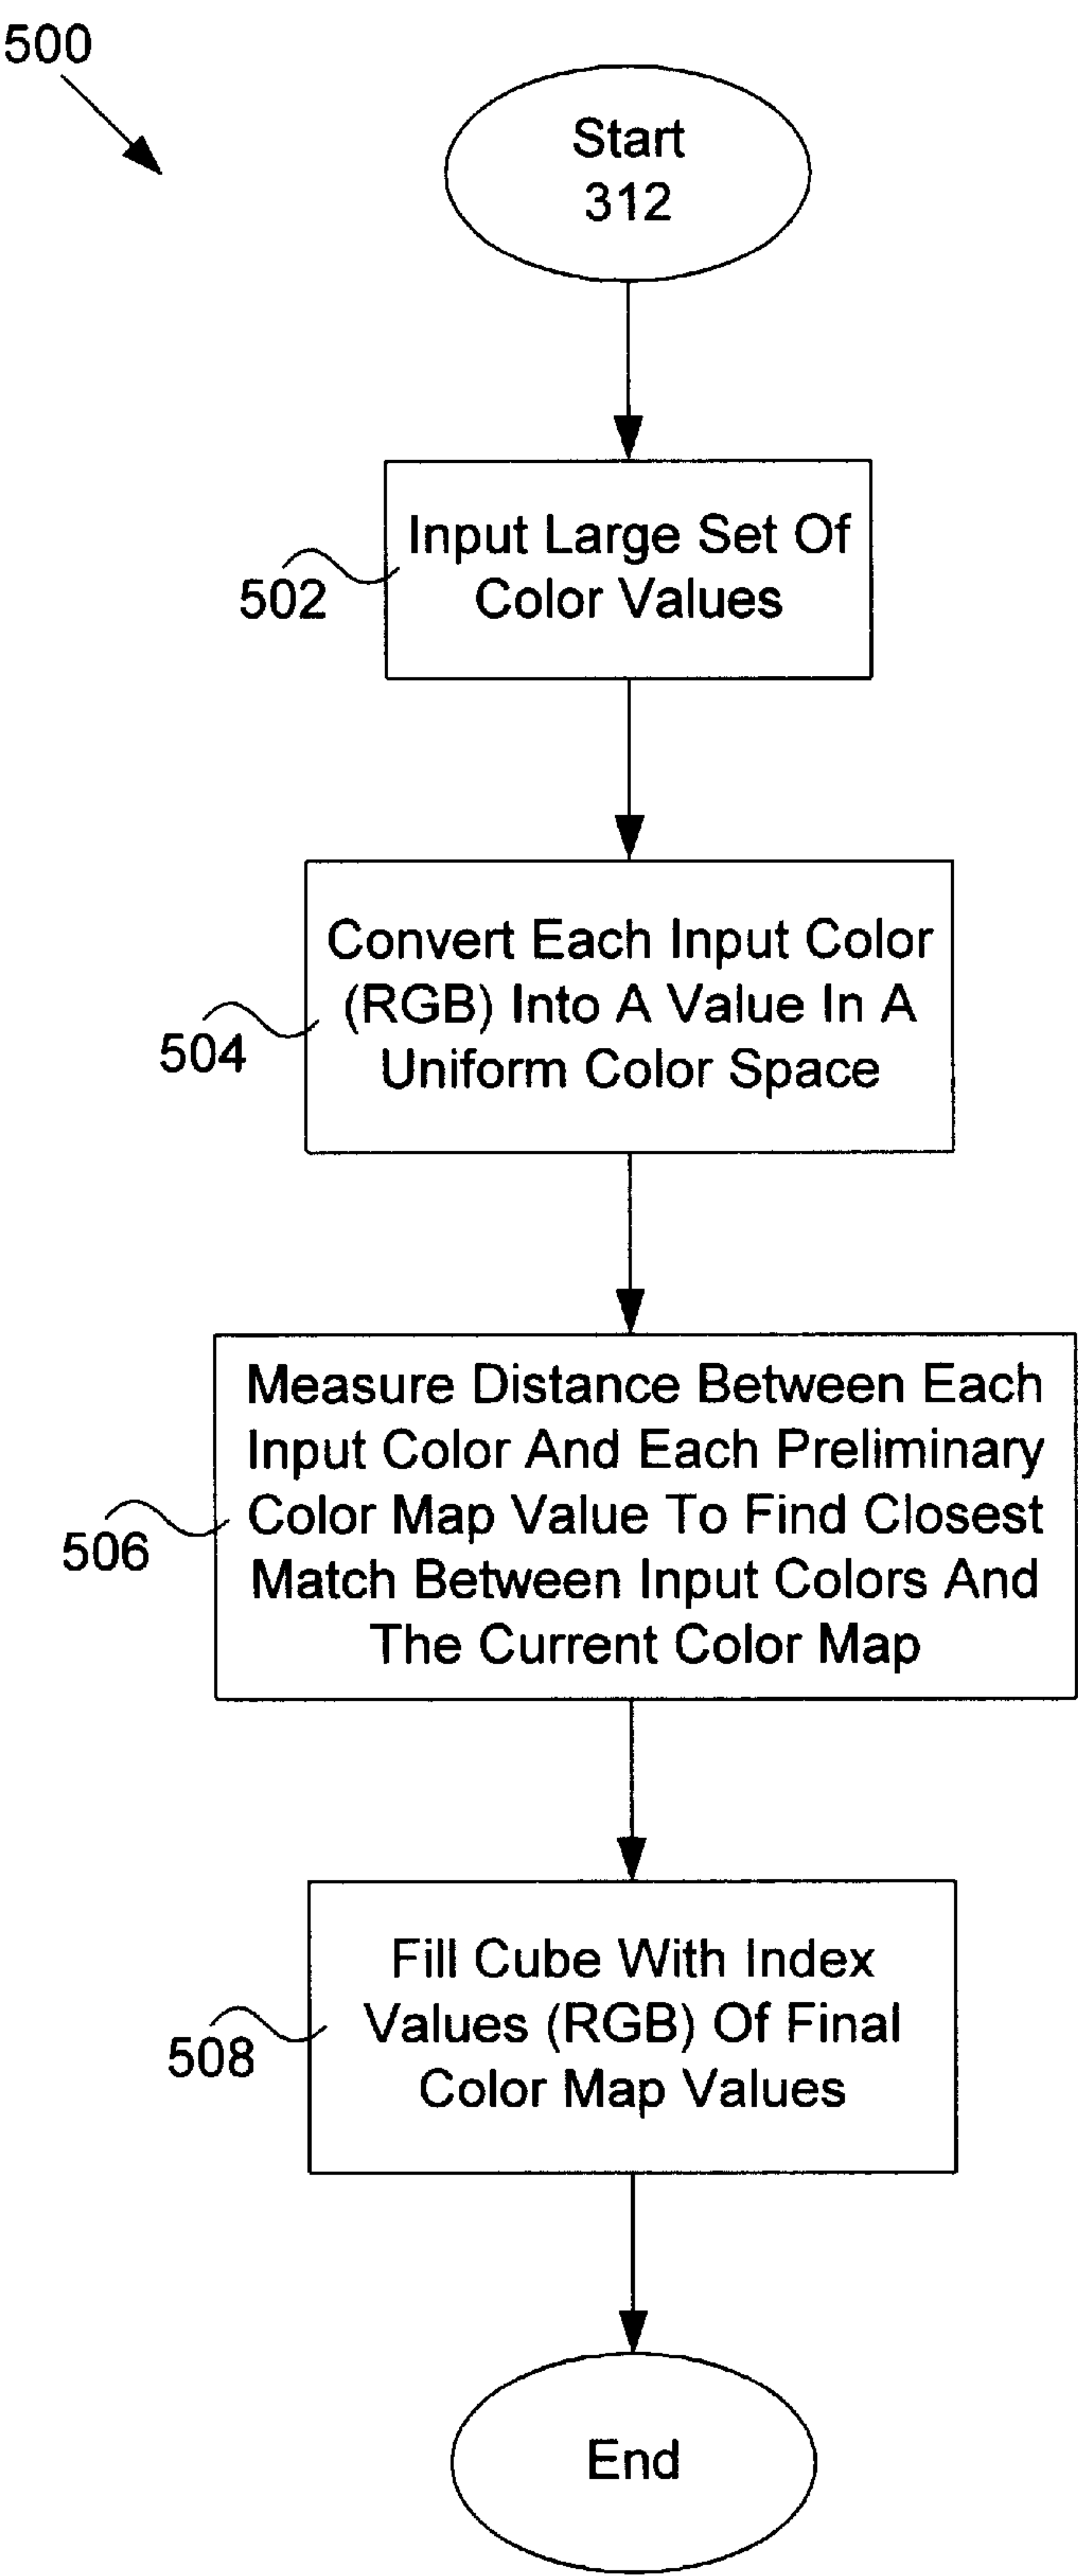 500
Start
312
Input Large Set Of
Color Values
502
Convert Each Input Color
(RGB) Into A Value In A
Uniform Color Space
504
Measure Distance Between Each
Input Color And Each Preliminary
Color Map Value To Find Closest
Match Between Input Colors And
The Current Color Map
506
Fill Cube With Index
Values (RGB) Of Final
Color Map Values
508
End